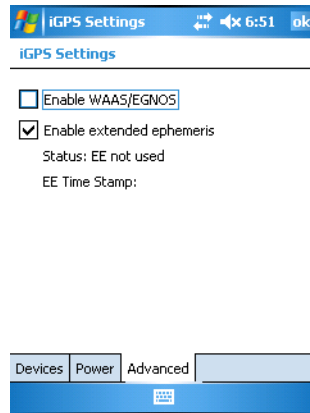 iGPS Settings 6:51 ok
iGPS Settings
Enable WAAS/EGNOS
Enable extended ephemeris
Status: EE not used
EE Time Stamp:
Devices Power Advanced